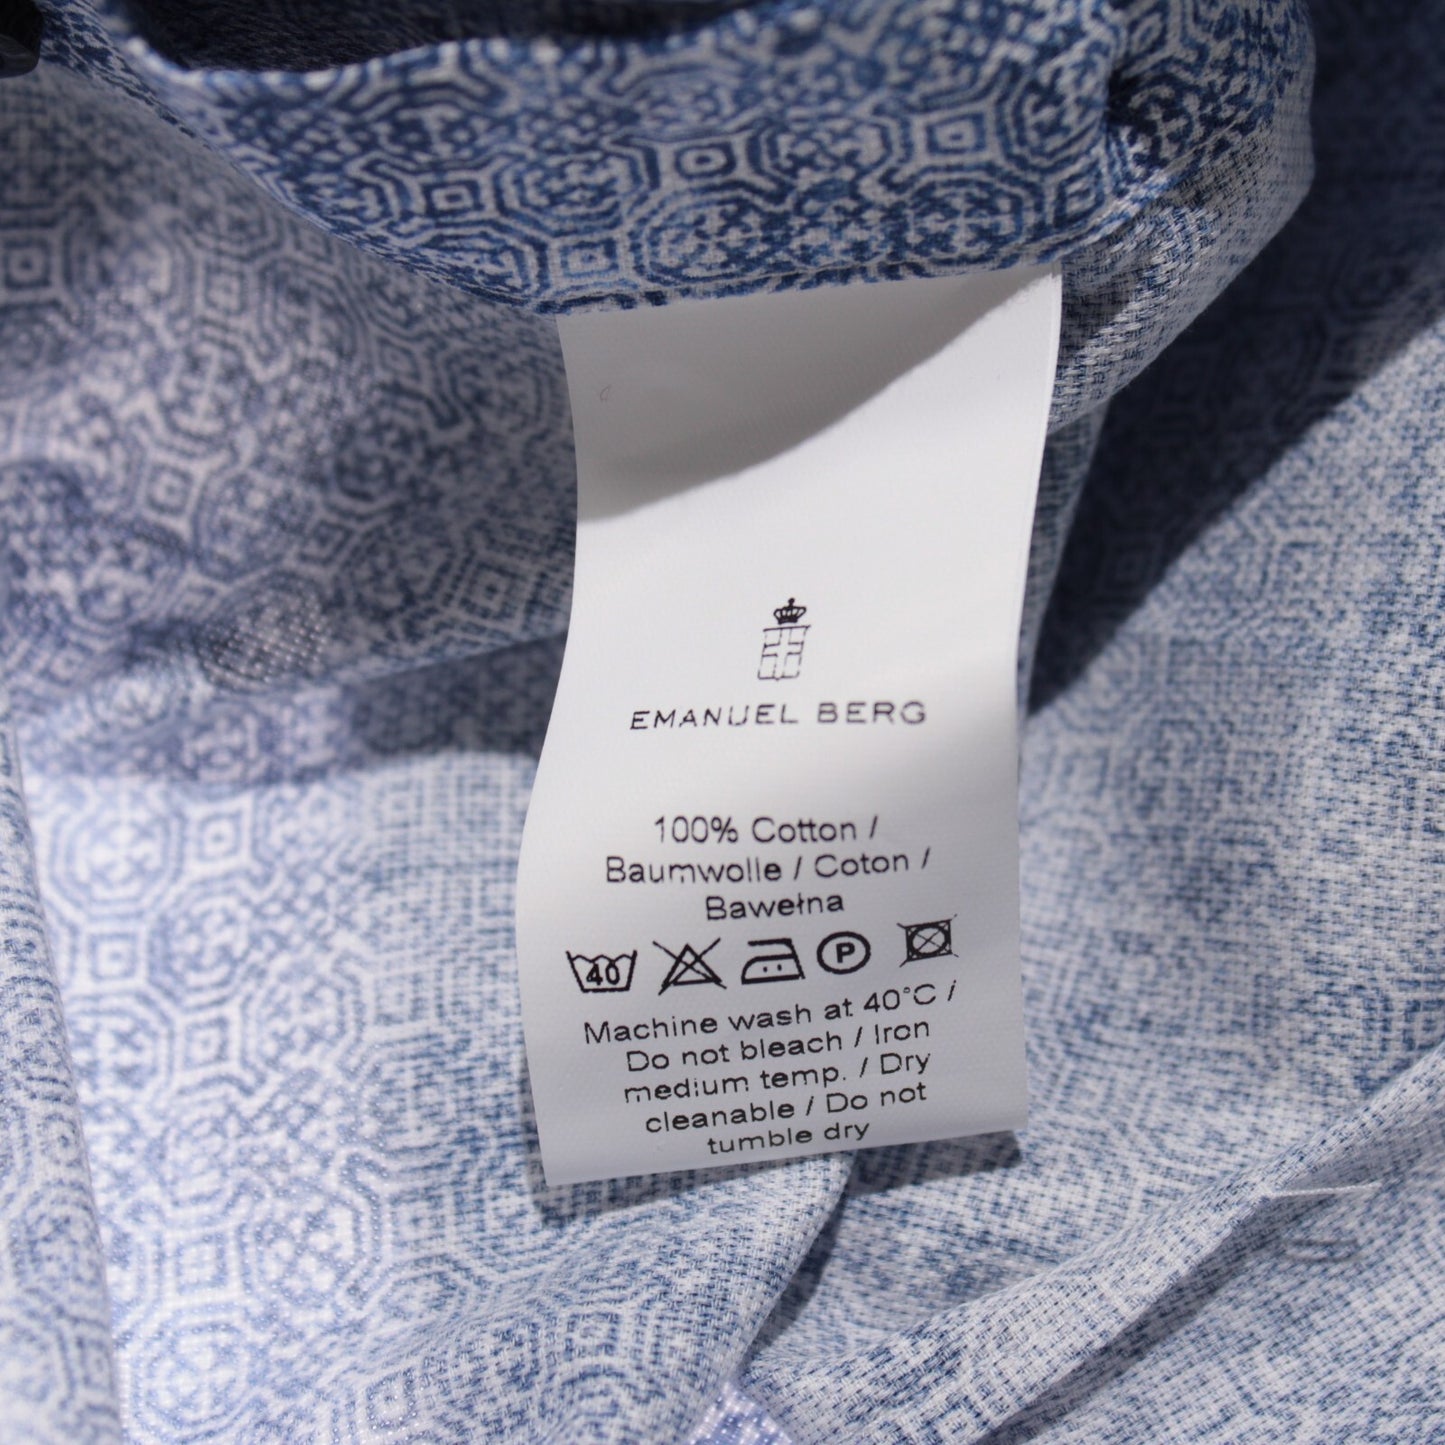 EMANUEL BERG
100% Cotton /
Baumwolle / Coton /
Bawełna
40 P
Machine wash at 40°C /
Do not bleach / Iron
medium temp. / Dry
cleanable / Do not
tumble dry